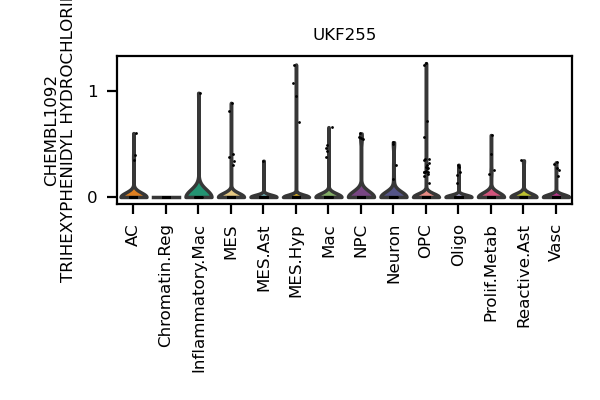 UKF255
CHEMBL1092
TRIHEXYPHENIDYL
1
0
AC
Chromatin.Reg
Inflammatory.Mac
MES
MES.Ast
MES.Hyp
Mac
NPC
Neuron
OPC
Oligo
Prolif.Metab
Reactive.Ast
Vasc